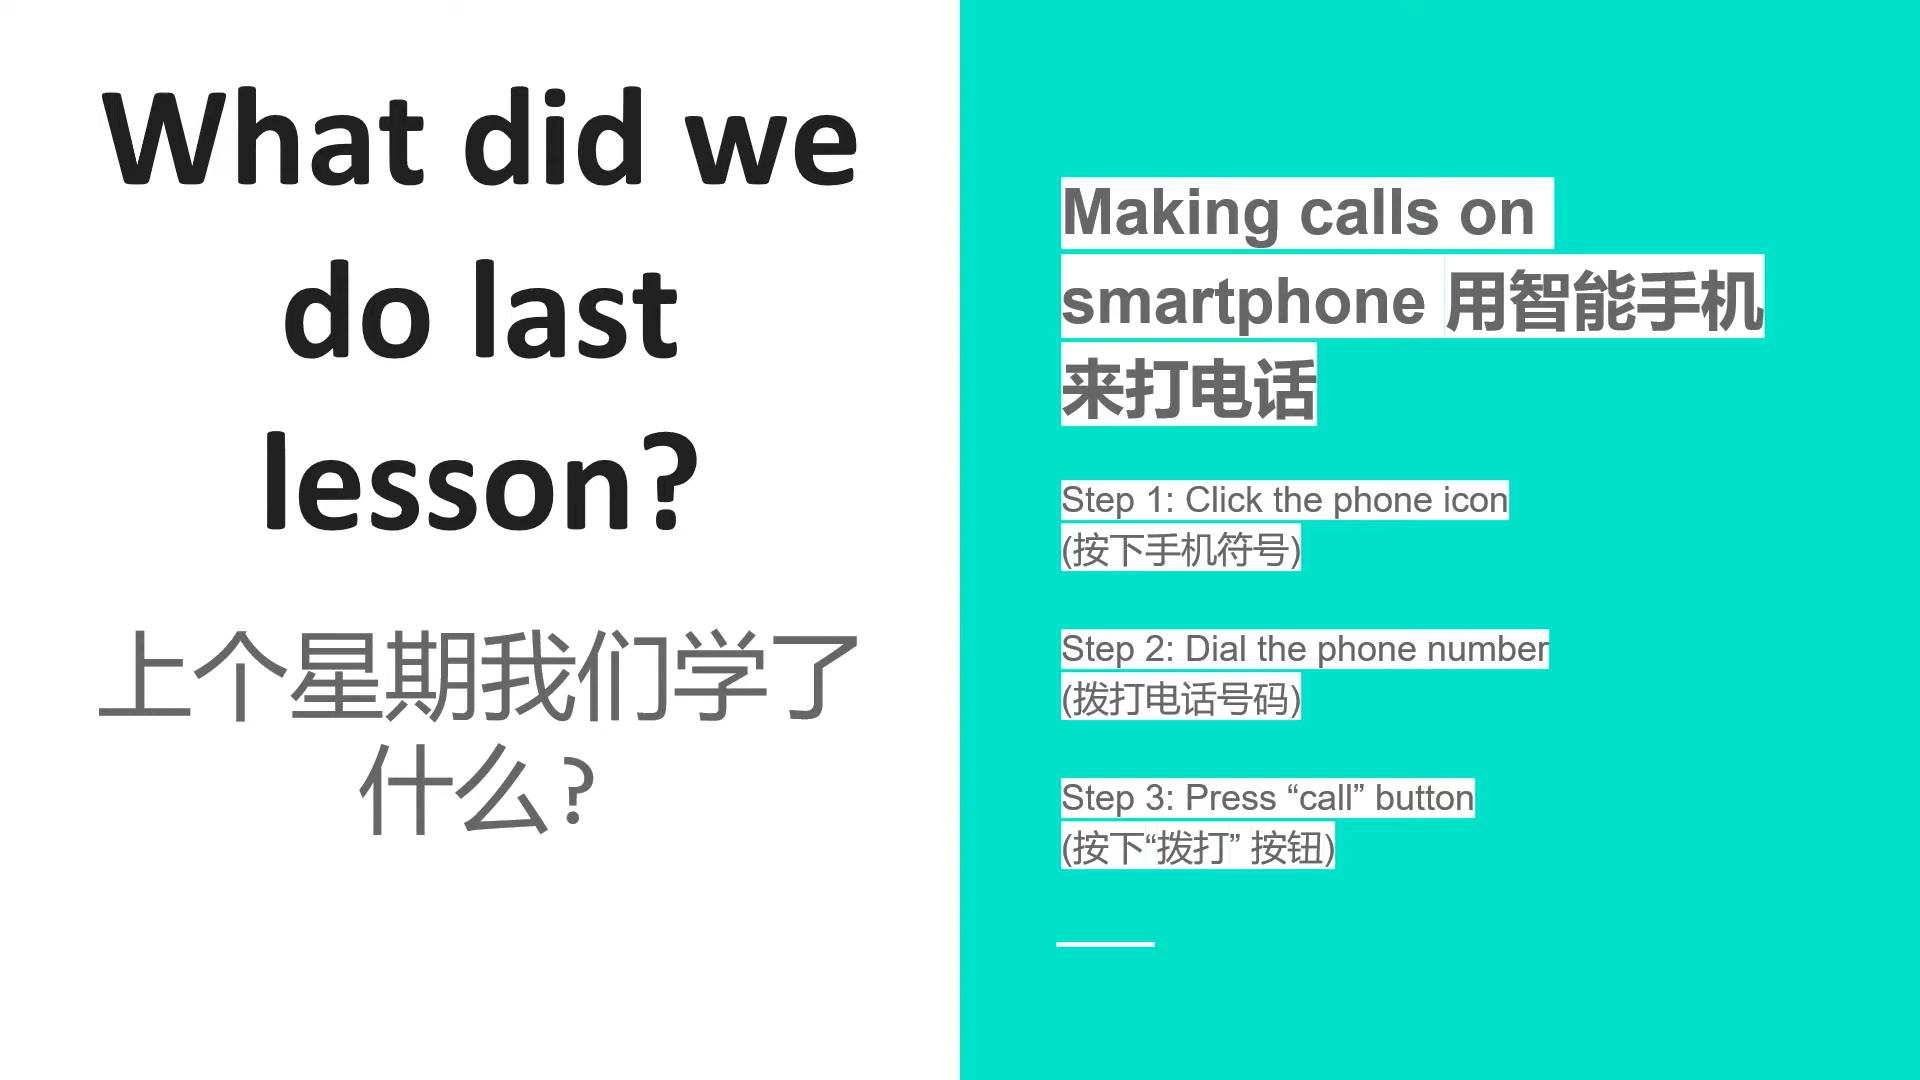 What did we
do last
lesson?
上个星期我们学了
什么?
Making calls on
smartphone 用智能手机
来打电话
Step 1: Click the phone icon
(按下手机符号)
Step 2: Dial the phone number
(拨打电话号码)
Step 3: Press “call” button
(按下“拨打” 按钮)